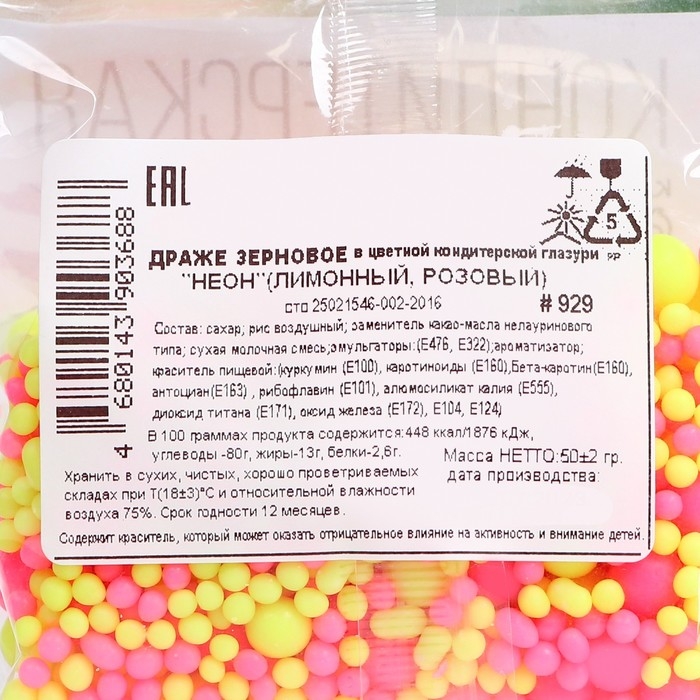 КОНДИТЕРСКАЯ
EAC
5
PP
ДРАЖЕ ЗЕРНОВОЕ в цветной кондитерской глазури
"НЕОН"(ЛИМОННЫЙ, РОЗОВЫЙ)
сто 25021546-002-2016 # 929
Состав: сахар; рис воздушный; заменитель какао-масла нелауринового
типа; сухая молочная смесь;эмульгаторы:(Е476, Е322);ароматизатор;
краситель пищевой:(куркумин (Е100), каротиноиды (Е160),Бета-каротин(Е160),
антоциан(Е163) , рибофлавин (Е101), алюмосиликат калия (Е555),
диоксид титана (Е171), оксид железа (Е172), Е104, Е124)
В 100 граммах продукта содержится:448 ккал/1876 кДж,
углеводы -80г, жиры-13г, белки-2,6г.
Масса НЕТТО:50±2 гр.
дата производства:
Хранить в сухих, чистых, хорошо проветриваемых
складах при Т(18±3)°С и относительной влажности
воздуха 75%. Срок годности 12 месяцев.
Содержит краситель, который может оказать отрицательное влияние на активность и внимание детей.
4 680143 903688